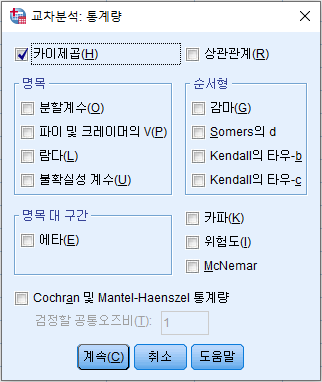 교차분석: 통계량
카이제곱(H)
상관관계(R)
명목
분할계수(O)
파이 및 크레이머의 V(P)
람다(L)
불확실성 계수(U)
순서형
감마(G)
Somers의 d
Kendall의 타우-b
Kendall의 타우-c
명목 대 구간
에타(E)
카파(K)
위험도(I)
McNemar
Cochran 및 Mantel-Haenszel 통계량
검정할 공통오즈비(T): 1
계속(C) 취소 도움말